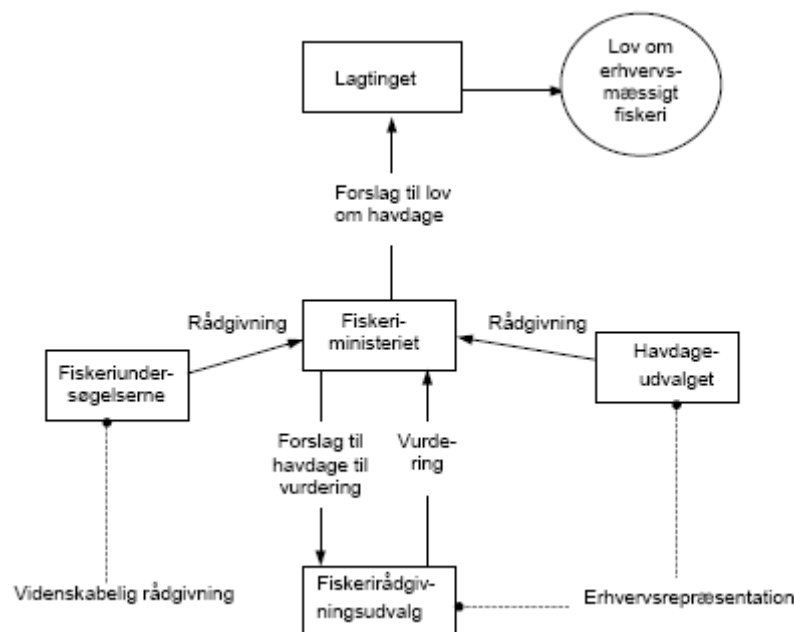 Lagtinget
Lov om
erhvervs-
mæssigt
fiskeri
Forslag til lov
om havdage
Rådgivning
Fiskeri-
ministeriet
Rådgivning
Fiskeriunder-
søgelserne
Havdage-
udvalget
Forslag til
havdage til
vurdering
Vurde-
ring
Videnskabelig rådgivning
Fiskerirådgiv-
ningsudvalg
Erhvervsrepræsentation